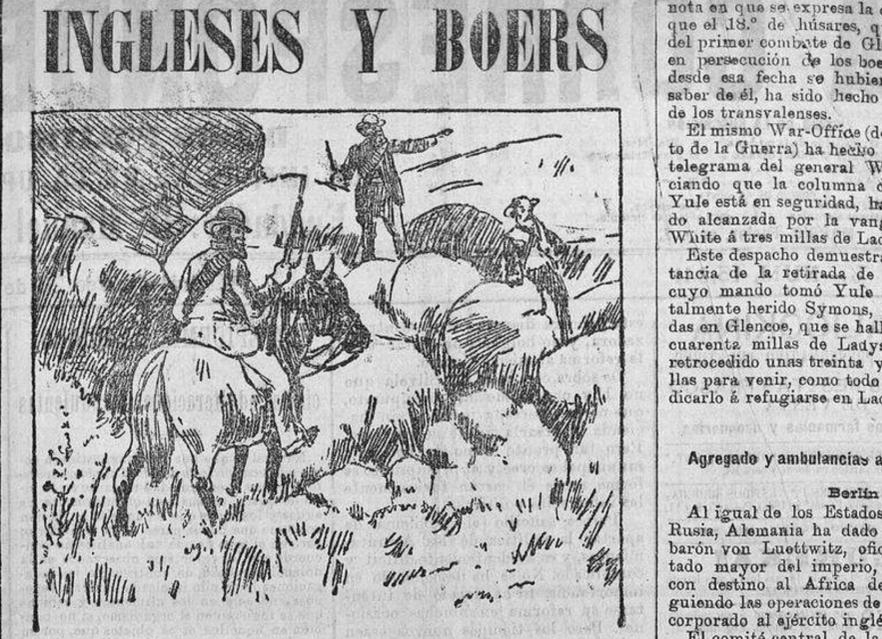 INGLESES Y BOERS
nota en que se expresa la
que el 18.º de húsares, q
del primer combate de Gl
en persecución de los boe
desde esa fecha se hubier
saber de él, ha sido hecho
de los transvalenses.
El mismo War-Office (de
to de la Guerra) ha hecho
telegrama del general W
ciando que la columna
Yule está en seguridad, ha
do alcanzada por la vang
White á tres millas de Lad
Este despacho demuestra
tancia de la retirada de
cuyo mando tomó Yule
talmente herido Symons,
das en Glencoe, que se hall
cuarenta millas de Ladys
retrocedido unas treinta y
llas para venir, como todo
dicarlo á refugiarse en Lad
Agregado y ambulancias a
Berlín
Al igual de los Estados
Rusia, Alemania ha dado
barón von Luettwitz, ofic
tado mayor del imperio,
con destino al Africa de
guiendo las operaciones de
corporado al ejército inglé
El comité central de la